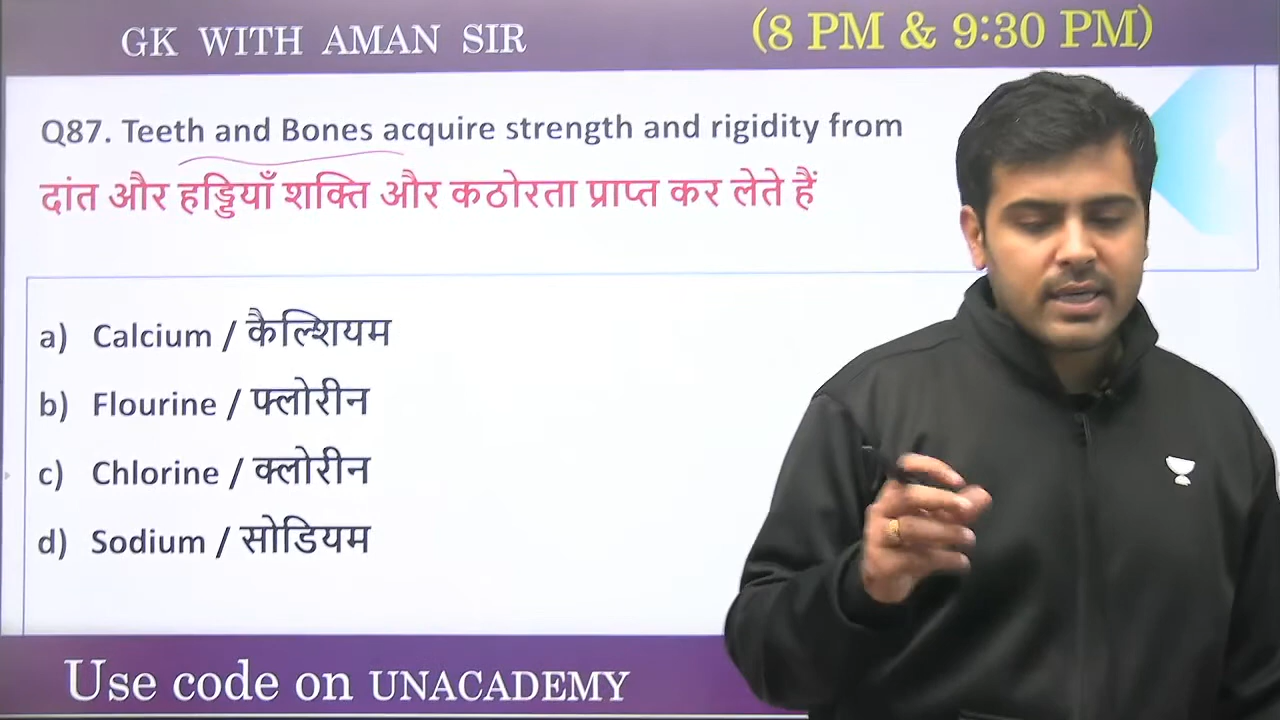 GK WITH AMAN SIR
(8 PM & 9:30 PM)
Q87. Teeth and Bones acquire strength and rigidity from
दांत और हड्डियाँ शक्ति और कठोरता प्राप्त कर लेते हैं
a) Calcium / कैल्शियम
b) Flourine / फ्लोरीन
c) Chlorine / क्लोरीन
d) Sodium / सोडियम
Use code on UNACADEMY